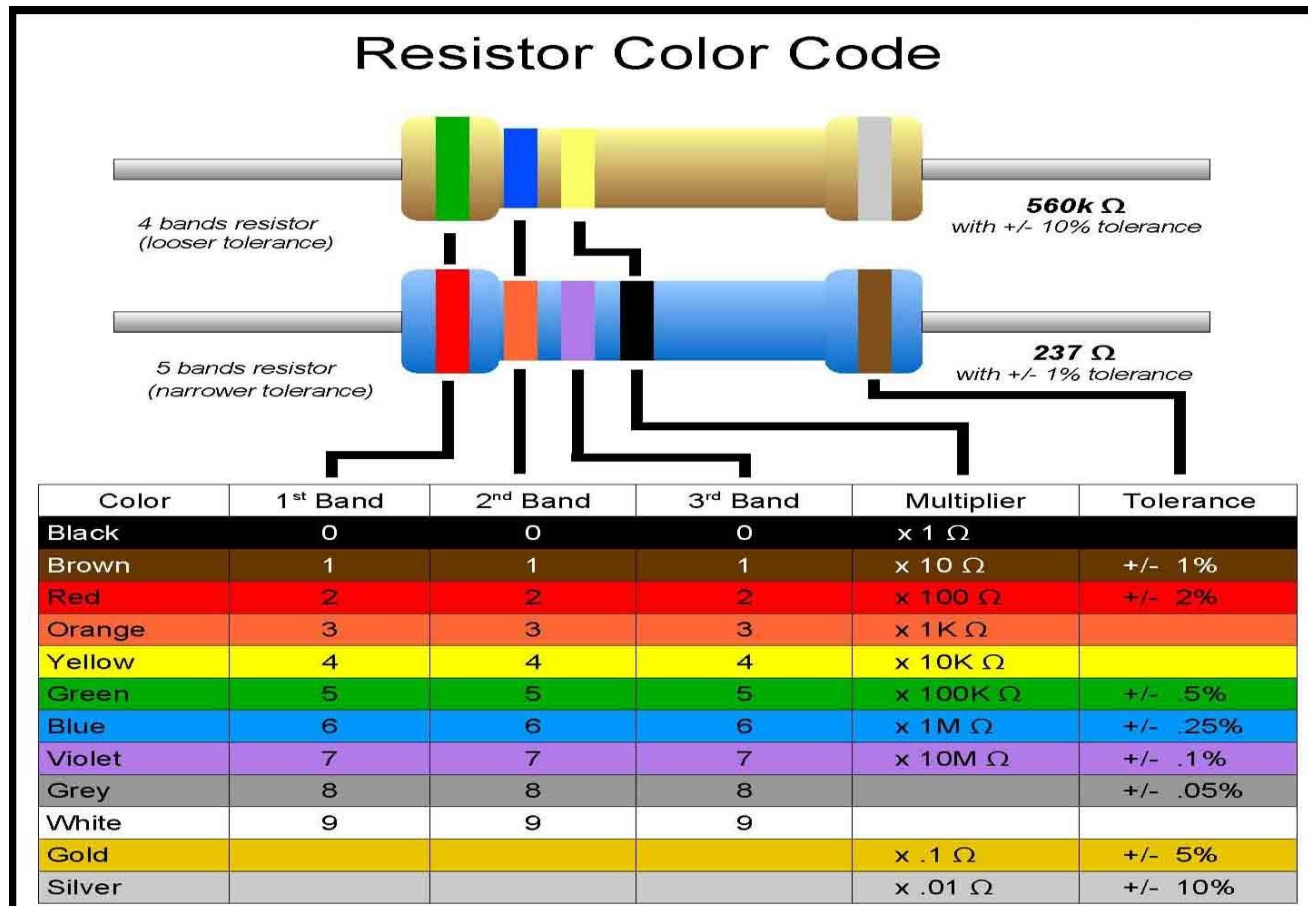 Resistor Color Code
4 bands resistor
(looser tolerance)
560k Ω
with +/- 10% tolerance
5 bands resistor
(narrower tolerance)
237 Ω
with +/- 1% tolerance
Color 1st Band 2nd Band 3rd Band Multiplier Tolerance
Black 0 0 0 x 1 Ω
Brown 1 1 1 x 10 Ω +/- 1%
Red 2 2 2 x 100 Ω +/- 2%
Orange 3 3 3 x 1K Ω
Yellow 4 4 4 x 10K Ω
Green 5 5 5 x 100K Ω +/- .5%
Blue 6 6 6 x 1M Ω +/- .25%
Violet 7 7 7 x 10M Ω +/- .1%
Grey 8 8 8 +/- .05%
White 9 9 9
Gold x .1 Ω +/- 5%
Silver x .01 Ω +/- 10%